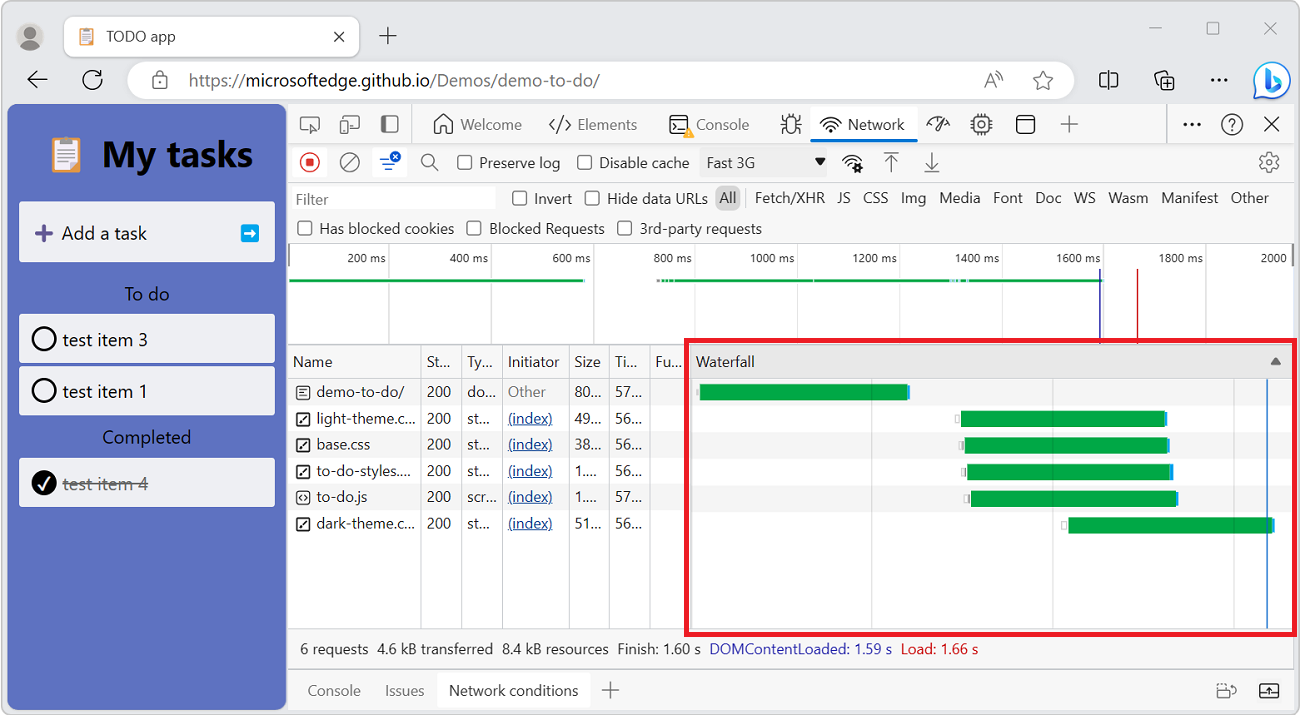 TODO app
https://microsoftedge.github.io/Demos/demo-to-do/
My tasks
Add a task
To do
test item 3
test item 1
Completed
test item 4
Welcome Elements Console Network
Preserve log Disable cache Fast 3G
Filter Invert Hide data URLs All Fetch/XHR JS CSS Img Media Font Doc WS Wasm Manifest Other
Has blocked cookies Blocked Requests 3rd-party requests
200 ms 400 ms 600 ms 800 ms 1000 ms 1200 ms 1400 ms 1600 ms 1800 ms 2000
Name St... Ty... Initiator Size Ti... Fu... Waterfall
demo-to-do/ 200 do... Other 80... 57...
light-theme.c... 200 st... (index) 49... 56...
base.css 200 st... (index) 38... 56...
to-do-styles.... 200 st... (index) 1.... 56...
to-do.js 200 scr... (index) 1.... 57...
dark-theme.c... 200 st... (index) 51... 56...
6 requests 4.6 kB transferred 8.4 kB resources Finish: 1.60 s DOMContentLoaded: 1.59 s Load: 1.66 s
Console Issues Network conditions